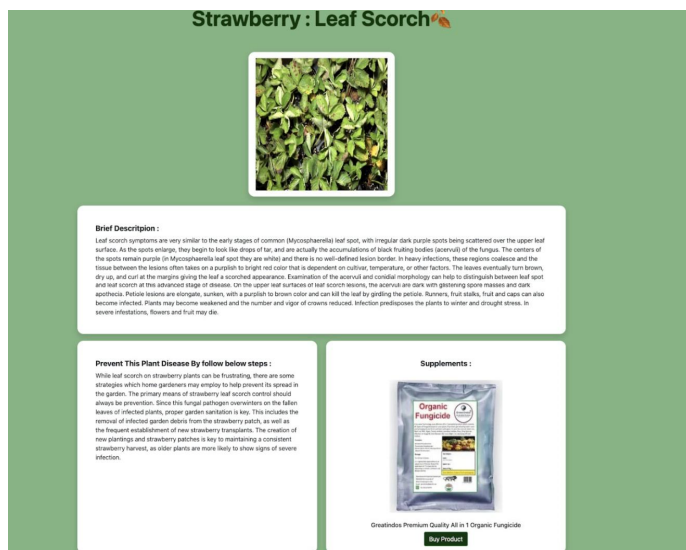 Strawberry : Leaf Scorch🍂
Brief Descritpion :
Leaf scorch symptoms are very similar to the early stages of common (Mycosphaerella) leaf spot, with irregular dark purple spots being scattered over the upper leaf
surface. As the spots enlarge, they begin to look like drops of tar, and are actually the accumulations of black fruiting bodies (acervuli) of the fungus. The centers of
the spots remain purple (in Mycosphaerella leaf spot they are white) and there is no well-defined lesion border. In heavy infections, these regions coalesce and the
tissue between the lesions often takes on a purplish to bright red color that is dependent on cultivar, temperature, or other factors. The leaves eventually turn brown,
dry up, and curl at the margins giving the leaf a scorched appearance. Examination of the acervuli and conidial morphology can help to distinguish between leaf spot
and leaf scorch at this advanced stage of disease. On the upper leaf surfaces of leaf scorch lesions, the acervuli are dark with glistening spore masses and dark
apothecia. Petiole lesions are elongate, sunken, with a purplish to brown color and can kill the leaf by girdling the petiole. Runners, fruit stalks, fruit and caps can also
become infected. Plants may become weakened and the number and vigor of crowns reduced. Infection predisposes the plants to winter and drought stress. In
severe infestations, flowers and fruit may die.
Prevent This Plant Disease By follow below steps :
While leaf scorch on strawberry plants can be frustrating, there are some
strategies which home gardeners may employ to help prevent its spread in
the garden. The primary means of strawberry leaf scorch control should
always be prevention. Since this fungal pathogen overwinters on the fallen
leaves of infected plants, proper garden sanitation is key. This includes the
removal of infected garden debris from the strawberry patch, as well as
the frequent establishment of new strawberry transplants. The creation of
new plantings and strawberry patches is key to maintaining a consistent
strawberry harvest, as older plants are more likely to show signs of severe
infection.
Supplements :
Organic
Fungicide
Greatindos Premium Quality All in 1 Organic Fungicide
Buy Product